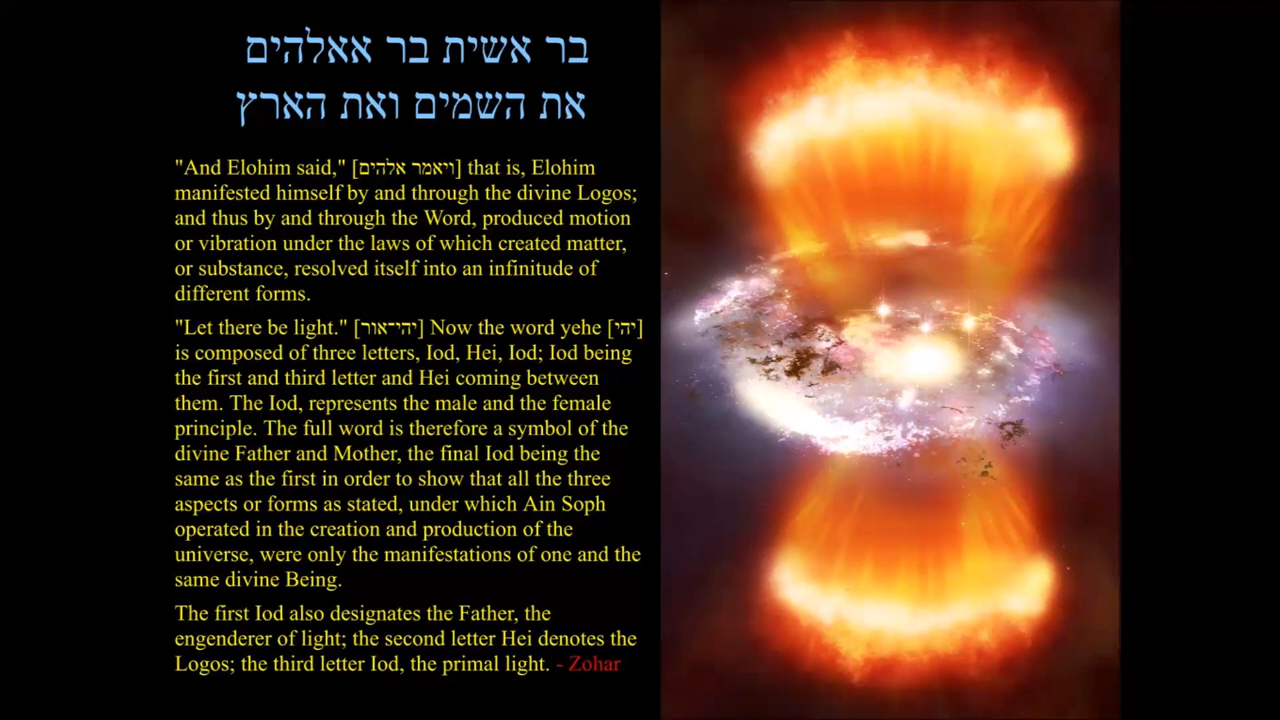 בר אשית בר אאלהים
את השמים ואת הארץ
"And Elohim said," [ויאמר אלהים] that is, Elohim
manifested himself by and through the divine Logos;
and thus by and through the Word, produced motion
or vibration under the laws of which created matter,
or substance, resolved itself into an infinitude of
different forms.
"Let there be light." [יהי־אור] Now the word yehe [יהי]
is composed of three letters, Iod, Hei, Iod; Iod being
the first and third letter and Hei coming between
them. The Iod, represents the male and the female
principle. The full word is therefore a symbol of the
divine Father and Mother, the final Iod being the
same as the first in order to show that all the three
aspects or forms as stated, under which Ain Soph
operated in the creation and production of the
universe, were only the manifestations of one and the
same divine Being.
The first Iod also designates the Father, the
engenderer of light; the second letter Hei denotes the
Logos; the third letter Iod, the primal light. - Zohar